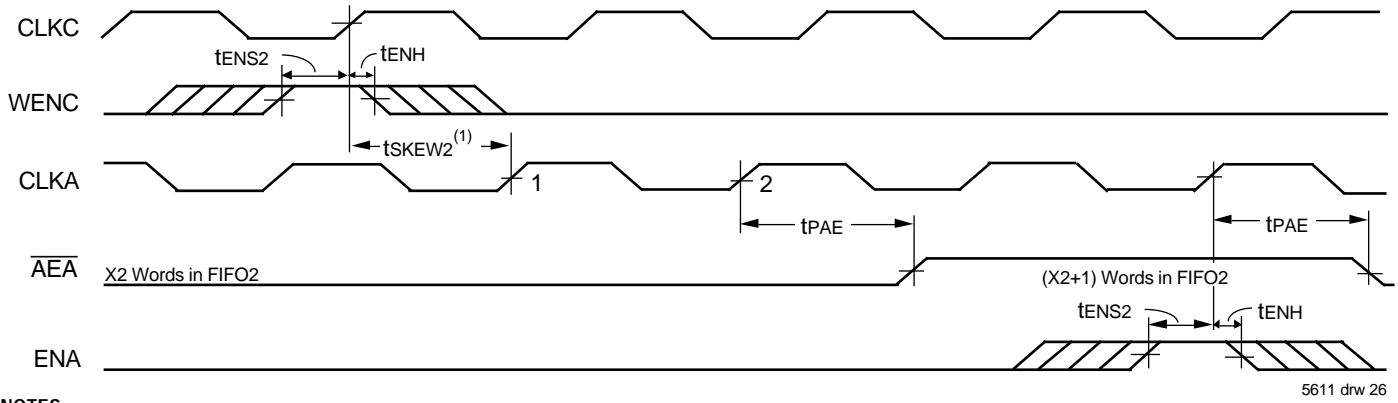 CLKC
tENS2
tENH
WENC
tSKEW2(1)
CLKA
1
2
tPAE
tPAE
AEA
X2 Words in FIFO2
(X2+1) Words in FIFO2
tENS2
tENH
ENA
5611 drw 26